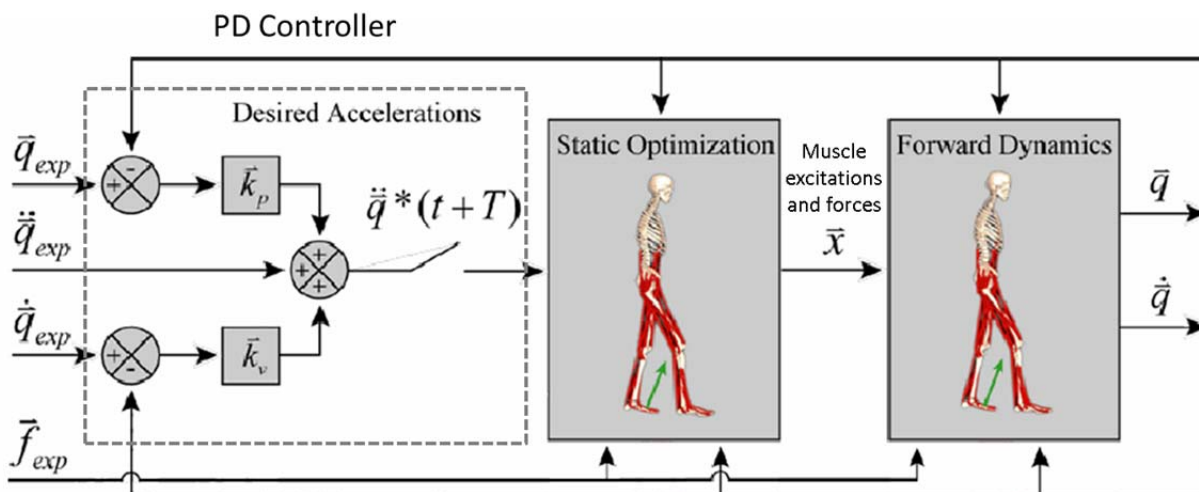 PD Controller
Desired Accelerations
q⃗exp
+ -
k⃗p
q̈⃗*(t+T)
q̈⃗exp
+ + +
q̇⃗exp
+ -
k⃗v
f⃗exp
Static Optimization
Muscle
excitations
and forces
x⃗
Forward Dynamics
q⃗
q̇⃗